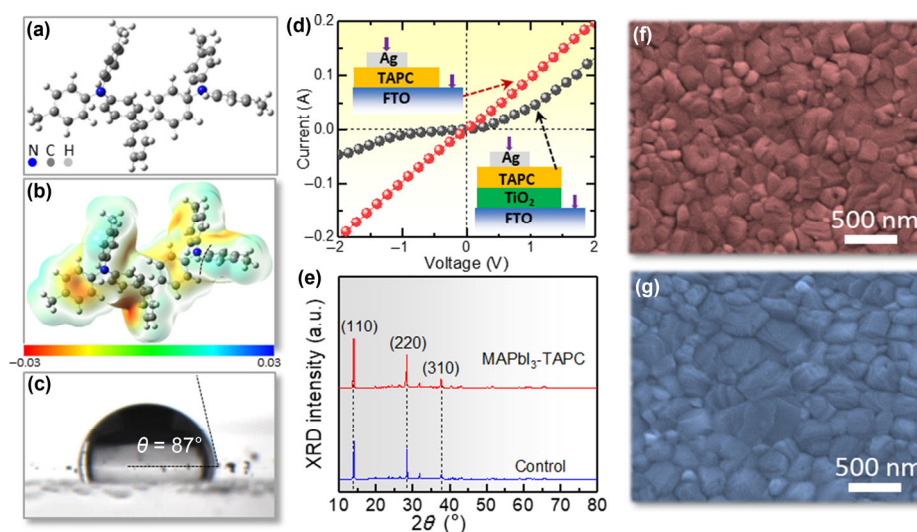 (a)
N C H
(b)
−0.03 0.03
(c)
θ = 87°
(d)
Current (A)
0.2
0.1
0.0
−0.1
−0.2
Ag
TAPC
FTO
Ag
TAPC
TiO2
FTO
−2 −1 0 1 2
Voltage (V)
(e)
XRD intensity (a.u.)
(110)
(220)
(310)
MAPbI3-TAPC
Control
10 20 30 40 50 60 70 80
2θ (°)
(f)
500 nm
(g)
500 nm